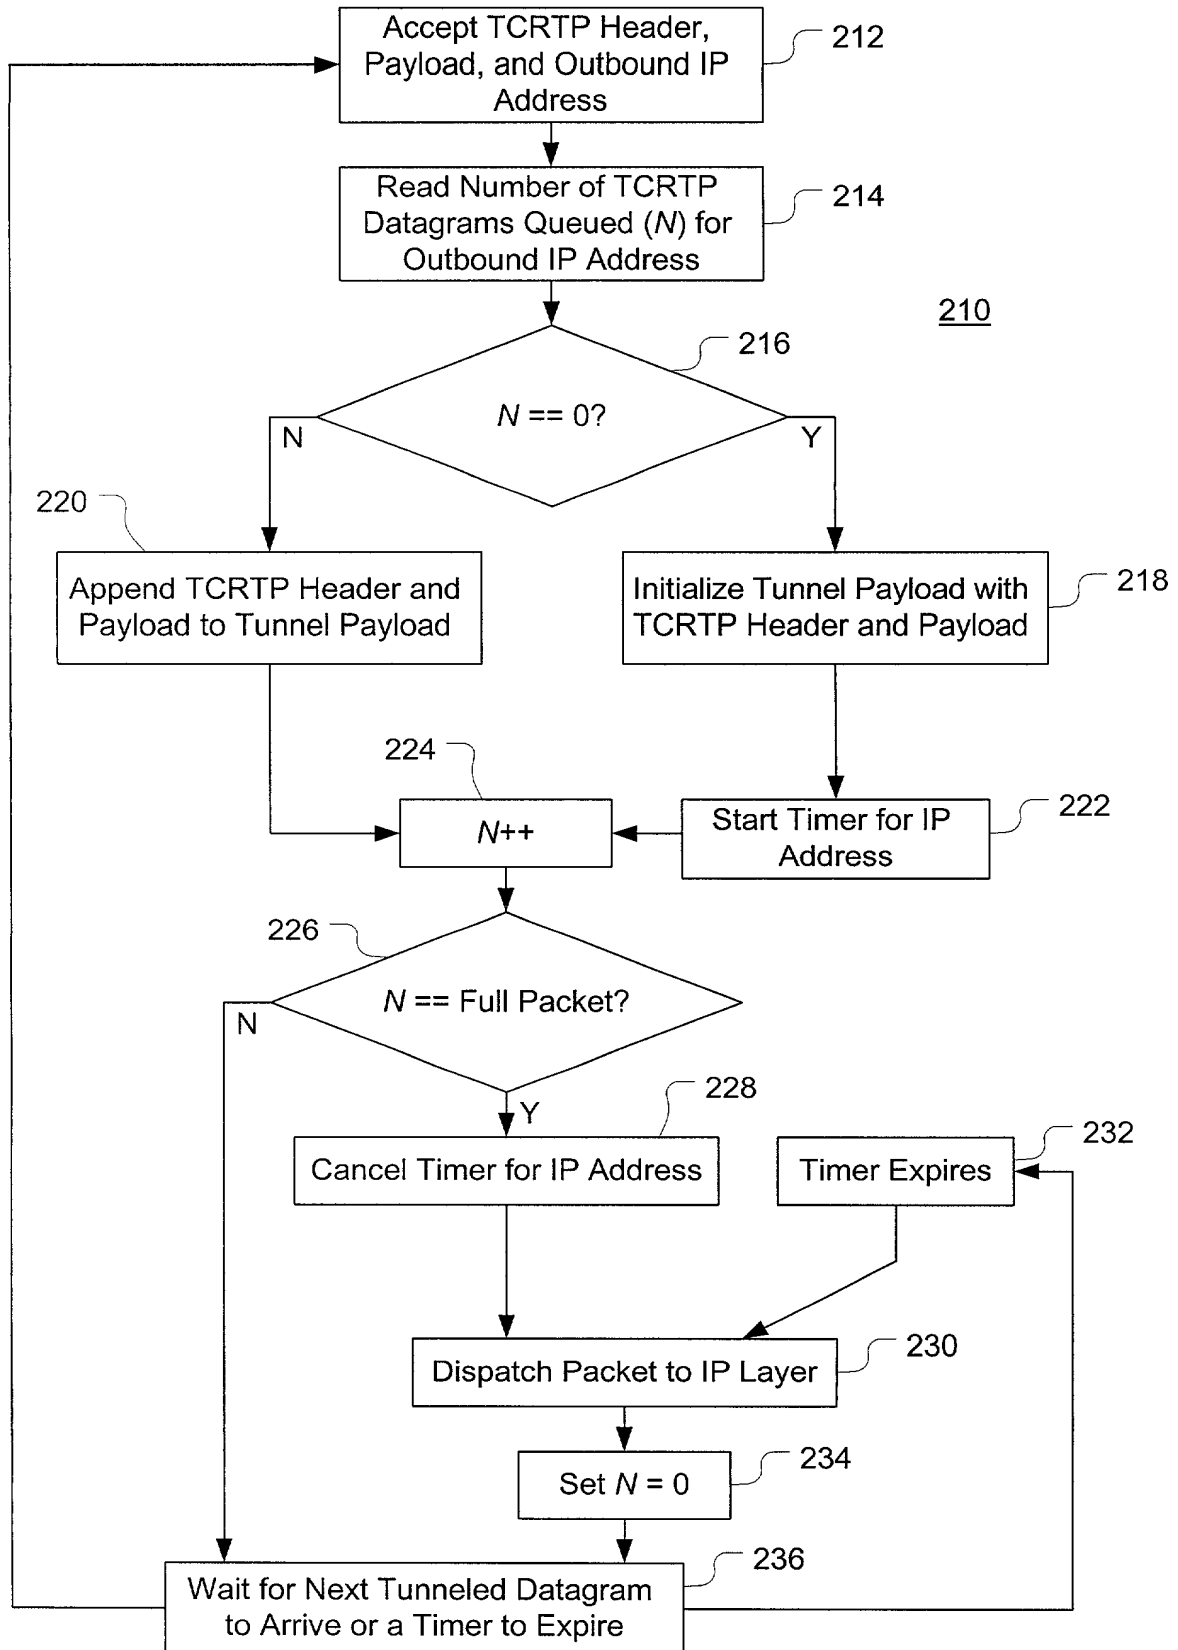 Accept TCRTP Header,
Payload, and Outbound IP
Address
212
Read Number of TCRTP
Datagrams Queued (N) for
Outbound IP Address
214
210
216
N == 0?
N
Y
220
Append TCRTP Header and
Payload to Tunnel Payload
Initialize Tunnel Payload with
TCRTP Header and Payload
218
224
N++
Start Timer for IP
Address
222
226
N == Full Packet?
N
Y
228
Cancel Timer for IP Address
Timer Expires
232
Dispatch Packet to IP Layer
230
Set N = 0
234
Wait for Next Tunneled Datagram
to Arrive or a Timer to Expire
236